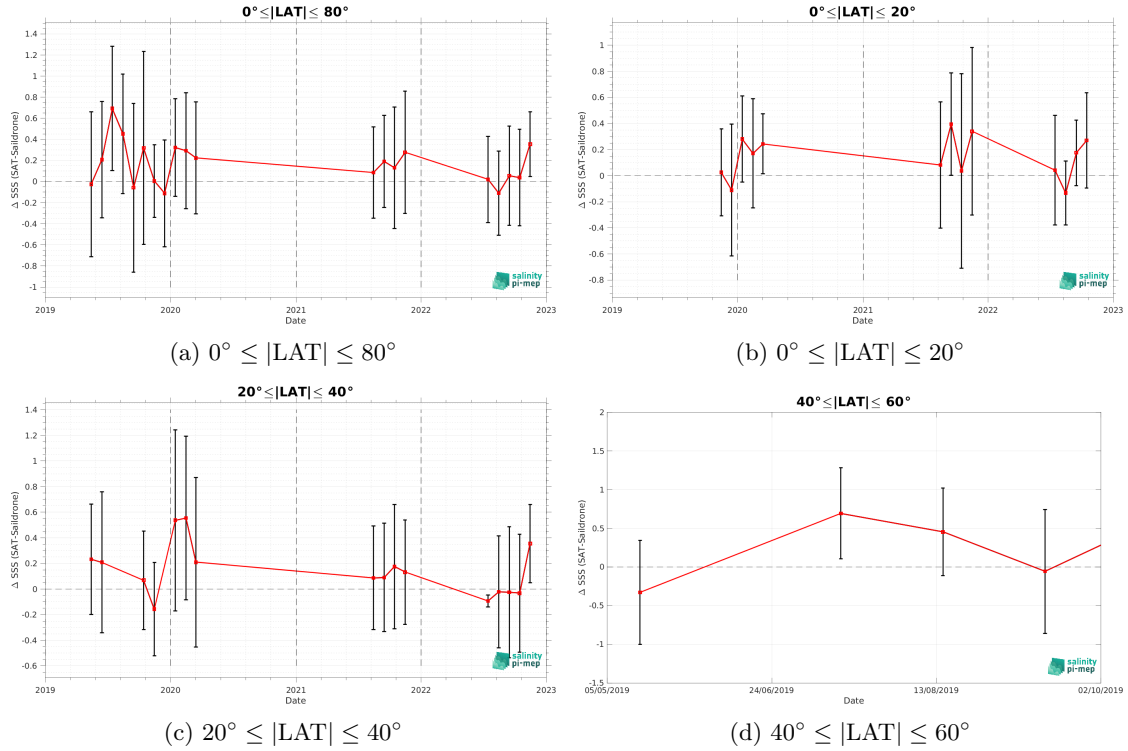 0°≤|LAT|≤ 80°
Δ SSS (SAT-Saildrone)
1.4
1.2
1
0.8
0.6
0.4
0.2
0
-0.2
-0.4
-0.6
-0.8
-1
2019 2020 2021 2022 2023
Date
salinity
pi-mep
(a) 0° ≤ |LAT| ≤ 80°
0°≤|LAT|≤ 20°
Δ SSS (SAT-Saildrone)
1
0.8
0.6
0.4
0.2
0
-0.2
-0.4
-0.6
-0.8
2019 2020 2021 2022 2023
Date
salinity
pi-mep
(b) 0° ≤ |LAT| ≤ 20°
20°≤|LAT|≤ 40°
Δ SSS (SAT-Saildrone)
1.4
1.2
1
0.8
0.6
0.4
0.2
0
-0.2
-0.4
-0.6
2019 2020 2021 2022 2023
Date
salinity
pi-mep
(c) 20° ≤ |LAT| ≤ 40°
40°≤|LAT|≤ 60°
Δ SSS (SAT-Saildrone)
2
1.5
1
0.5
0
-0.5
-1
-1.5
05/05/2019 24/06/2019 13/08/2019 02/10/2019
Date
salinity
pi-mep
(d) 40° ≤ |LAT| ≤ 60°